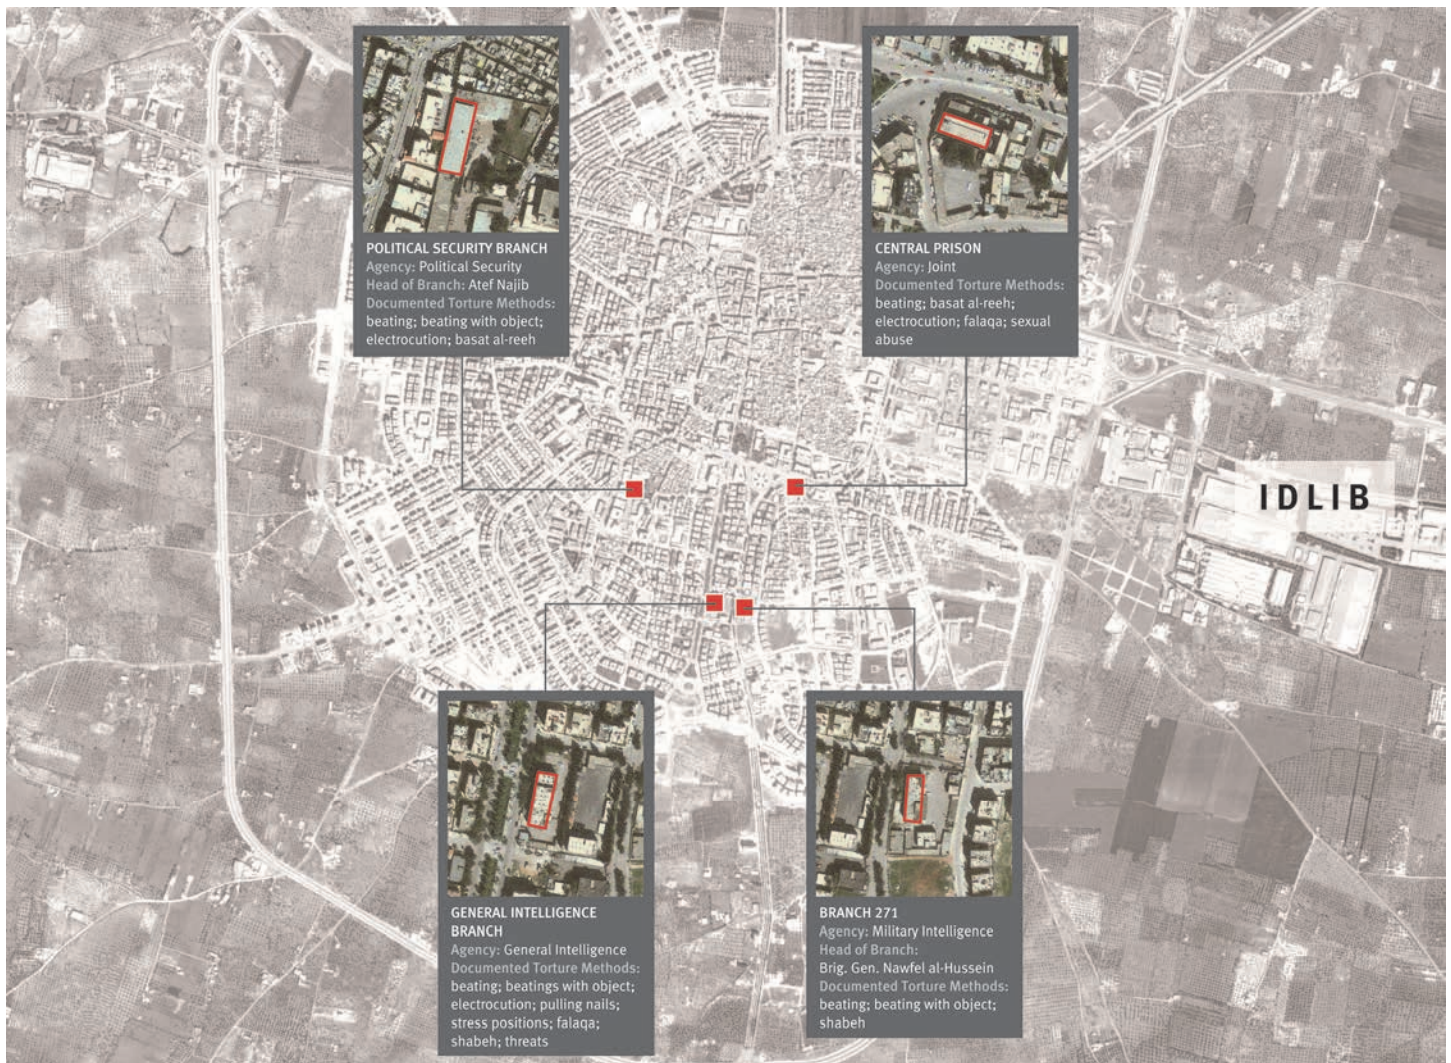 POLITICAL SECURITY BRANCH
Agency: Political Security
Head of Branch: Atef Najib
Documented Torture Methods:
beating; beating with object;
electrocution; basat al-reeh
CENTRAL PRISON
Agency: Joint
Documented Torture Methods:
beating; basat al-reeh;
electrocution; falaqa; sexual
abuse
IDLIB
GENERAL INTELLIGENCE
BRANCH
Agency: General Intelligence
Documented Torture Methods:
beating; beatings with object;
electrocution; pulling nails;
stress positions; falaqa;
shabeh; threats
BRANCH 271
Agency: Military Intelligence
Head of Branch:
Brig. Gen. Nawfel al-Hussein
Documented Torture Methods:
beating; beating with object;
shabeh